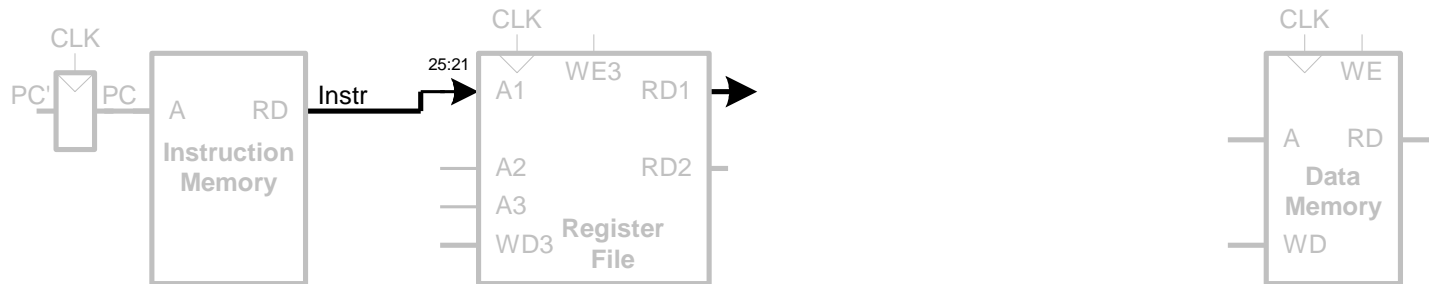 CLK
CLK
CLK
25:21
WE3
WE
PC'
PC
A
RD
Instr
A1
RD1
Instruction
Memory
A2
RD2
A
RD
A3
Data
Memory
WD3
Register
File
WD